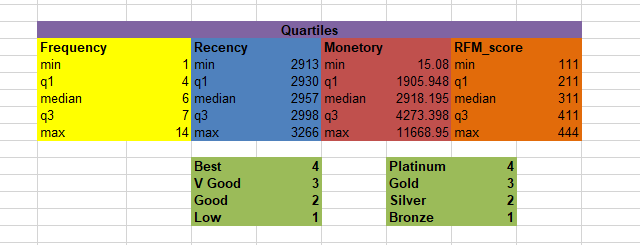 Quartiles
Frequency Recency Monetory RFM_score
min 1 min 2913 min 15.08 min 111
q1 4 q1 2930 q1 1905.948 q1 211
median 6 median 2957 median 2918.195 median 311
q3 7 q3 2998 q3 4273.398 q3 411
max 14 max 3266 max 11668.95 max 444
Best 4 Platinum 4
V Good 3 Gold 3
Good 2 Silver 2
Low 1 Bronze 1